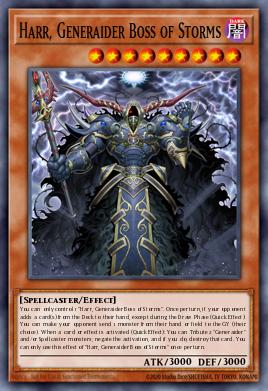 Harr, Generaider Boss of Storms
DARK
闇
[Spellcaster/Effect]
You can only control 1 "Harr, Generaider Boss of Storms". Once per turn, if your opponent
adds a card(s) from the Deck to their hand, except during the Draw Phase (Quick Effect):
You can make your opponent send 1 monster from their hand or field to the GY (their
choice). When a card or effect is activated (Quick Effect): You can Tribute 2 "Generaider"
and/or Spellcaster monsters; negate the activation, and if you do, destroy that card. You
can only use this effect of "Harr, Generaider Boss of Storms" once per turn.
ATK/3000 DEF/3000
©2020 Studio Dice/SHUEISHA, TV TOKYO, KONAMI